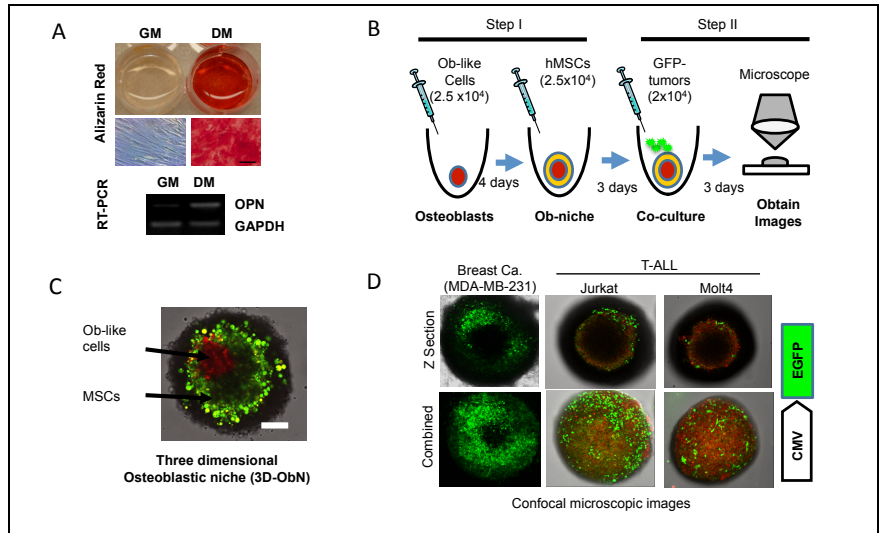 A
GM DM
Alizarin Red
GM DM
RT-PCR
OPN
GAPDH
B
Step I
Step II
Ob-like
Cells
(2.5 x10⁴)
hMSCs
(2.5x10⁴)
GFP-
tumors
(2x10⁴)
Microscope
4 days
3 days
3 days
Osteoblasts
Ob-niche
Co-culture
Obtain
Images
C
Ob-like
cells
MSCs
Three dimensional
Osteoblastic niche (3D-ObN)
D
Breast Ca.
(MDA-MB-231)
T-ALL
Jurkat
Molt4
Z Section
Combined
EGFP
CMV
Confocal microscopic images